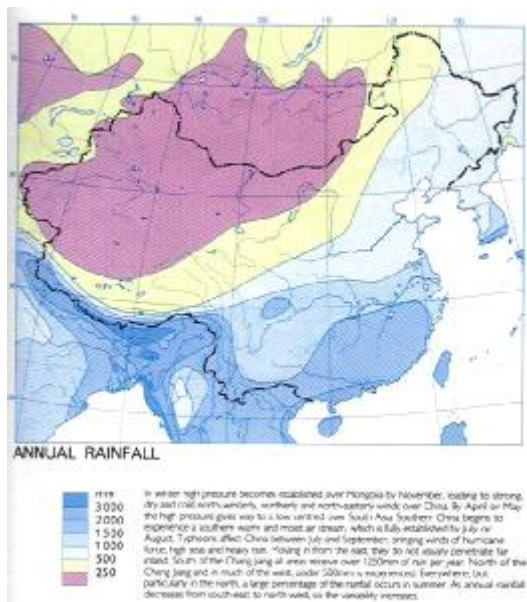 ANNUAL RAINFALL
mm
3000
2000
1500
1000
500
250
In winter high pressure becomes established over Mongolia by November, leading to strong,
dry and cold north-westerly, northerly and north-easterly winds over China. By April or May
the high pressure gives way to a low centred over South Asia. Southern China begins to
experience a southern warm and moist air stream, which is fully established by July or
August. Typhoons affect China between July and September, bringing winds of hurricane
force, high seas and heavy rain. Moving in from the east, they do not usually penetrate far
inland. South of the Chang Jiang all areas receive over 1250mm of rain per year. North of the
Chang Jiang and in much of the west, under 500mm is experienced. Everywhere, but
particularly in the north, a large percentage of the rainfall occurs in summer. As annual rainfall
decreases from south-east to north-west, so the variability increases.